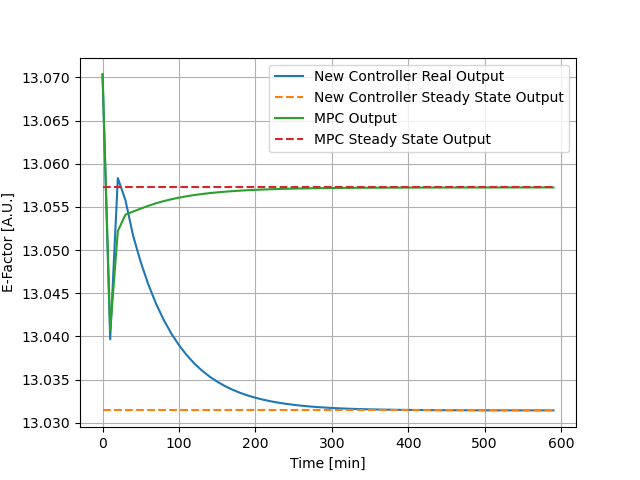 New Controller Real Output
New Controller Steady State Output
MPC Output
MPC Steady State Output
13.070
13.065
13.060
13.055
13.050
13.045
13.040
13.035
13.030
E-Factor [A.U.]
0 100 200 300 400 500 600
Time [min]